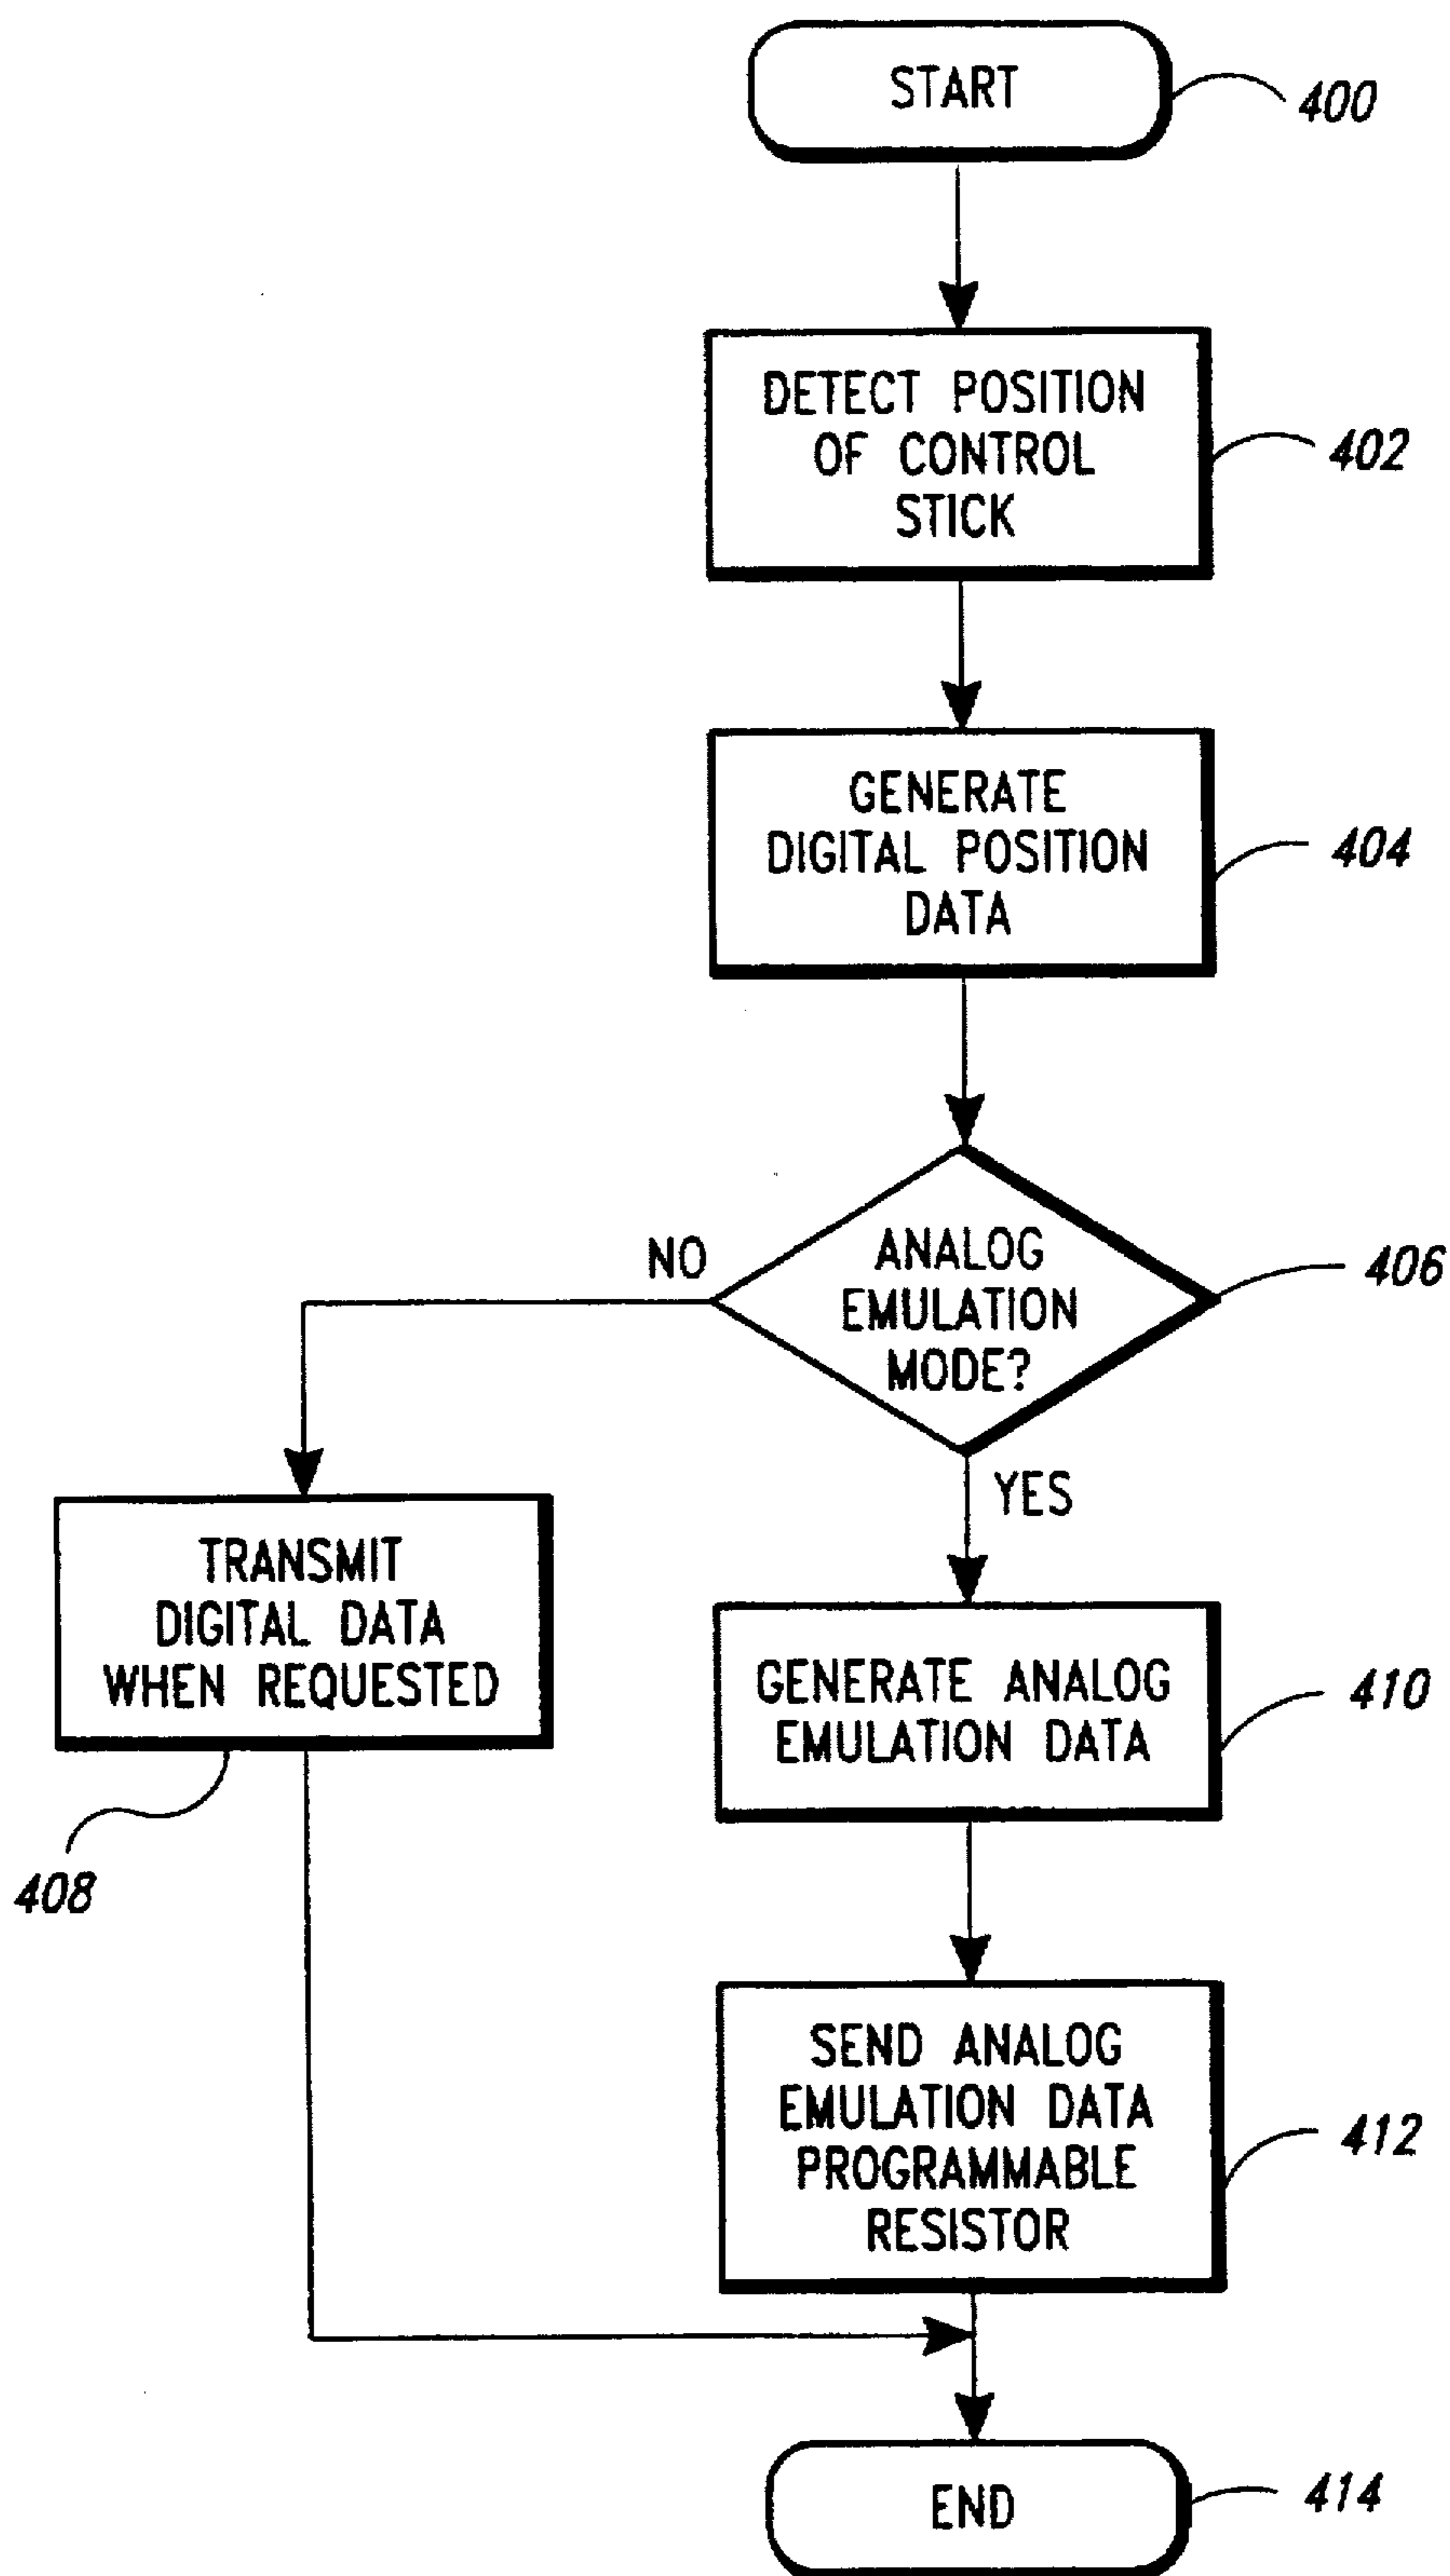 START
400
DETECT POSITION
OF CONTROL
STICK
402
GENERATE
DIGITAL POSITION
DATA
404
ANALOG
EMULATION
MODE?
406
NO
YES
TRANSMIT
DIGITAL DATA
WHEN REQUESTED
408
GENERATE ANALOG
EMULATION DATA
410
SEND ANALOG
EMULATION DATA
PROGRAMMABLE
RESISTOR
412
END
414